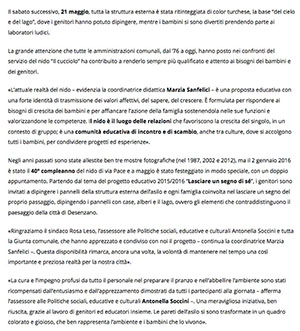 Il sabato successivo, 21 maggio, tutta la struttura esterna è stata ritinteggiata di color turchese, la base "del cielo
e del lago", dove i genitori hanno potuto dipingere, mentre i bambini si sono divertiti prendendo parte ai
laboratori ludici.
La grande attenzione che tutte le amministrazioni comunali, dal '76 a oggi, hanno posto nei confronti del
servizio del nido "Il cucciolo" ha contribuito a renderlo sempre più qualificato e attento ai bisogni dei bambini e
dei genitori.
«L'attuale realtà del nido – evidenzia la coordinatrice didattica Marzia Sanfelici – è una proposta educativa con
una forte identità di trasmissione dei valori affettivi, del sapere, del crescere. È formulata per rispondere ai
bisogni di crescita dei bambini e per affiancare l'azione della famiglia sostenendola nelle sue funzioni e
valorizzandone le competenze. Il nido è il luogo delle relazioni che favoriscono la crescita del singolo, in un
contesto di gruppo; è una comunità educativa di incontro e di scambio, anche tra culture, dove si accolgono
tutti i bambini, per condividere progetti ed esperienze».
Negli anni passati sono state allestite ben tre mostre fotografiche (nel 1987, 2002 e 2012), ma il 2 gennaio 2016
è stato il 40° compleanno del nido di via Pace e a maggio è stato festeggiato in modo speciale, con un doppio
appuntamento. Partendo dal tema del progetto educativo 2015/2016 "Lasciare un segno di sé", i genitori sono
invitati a dipingere i pannelli della struttura esterna dell'asilo e ogni famiglia coinvolta nel lasciare un segno del
proprio passaggio, dipingendo i pannelli con case, alberi e il lago, ovvero gli elementi che contraddistinguono il
paesaggio della città di Desenzano.
«Ringraziamo il sindaco Rosa Leso, l'assessore alle Politiche sociali, educative e culturali Antonella Soccini e tutta
la Giunta comunale, che hanno apprezzato e condiviso con noi il progetto – continua la coordinatrice Marzia
Sanfelici –. Questa disponibilità rimarca, ancora una volta, la volontà di mantenere nel tempo una così
importante e preziosa realtà per la nostra città».
«La cura e l'impegno profusi da tutto il personale nel preparare il pranzo e nell'abbellire l'ambiente sono stati
ricompensati dall'entusiasmo e dall'apprezzamento dimostrati da tutti i partecipanti alla giornata – afferma
l'assessore alle Politiche sociali, educative e culturali Antonella Soccini –. Una meravigliosa iniziativa, ben
riuscita, grazie al lavoro di genitori ed educatori insieme. Le pareti dell'asilo si sono trasformate in un quadro
colorato e gioioso, che ben rappresenta l'ambiente e i bambini che lo vivono».